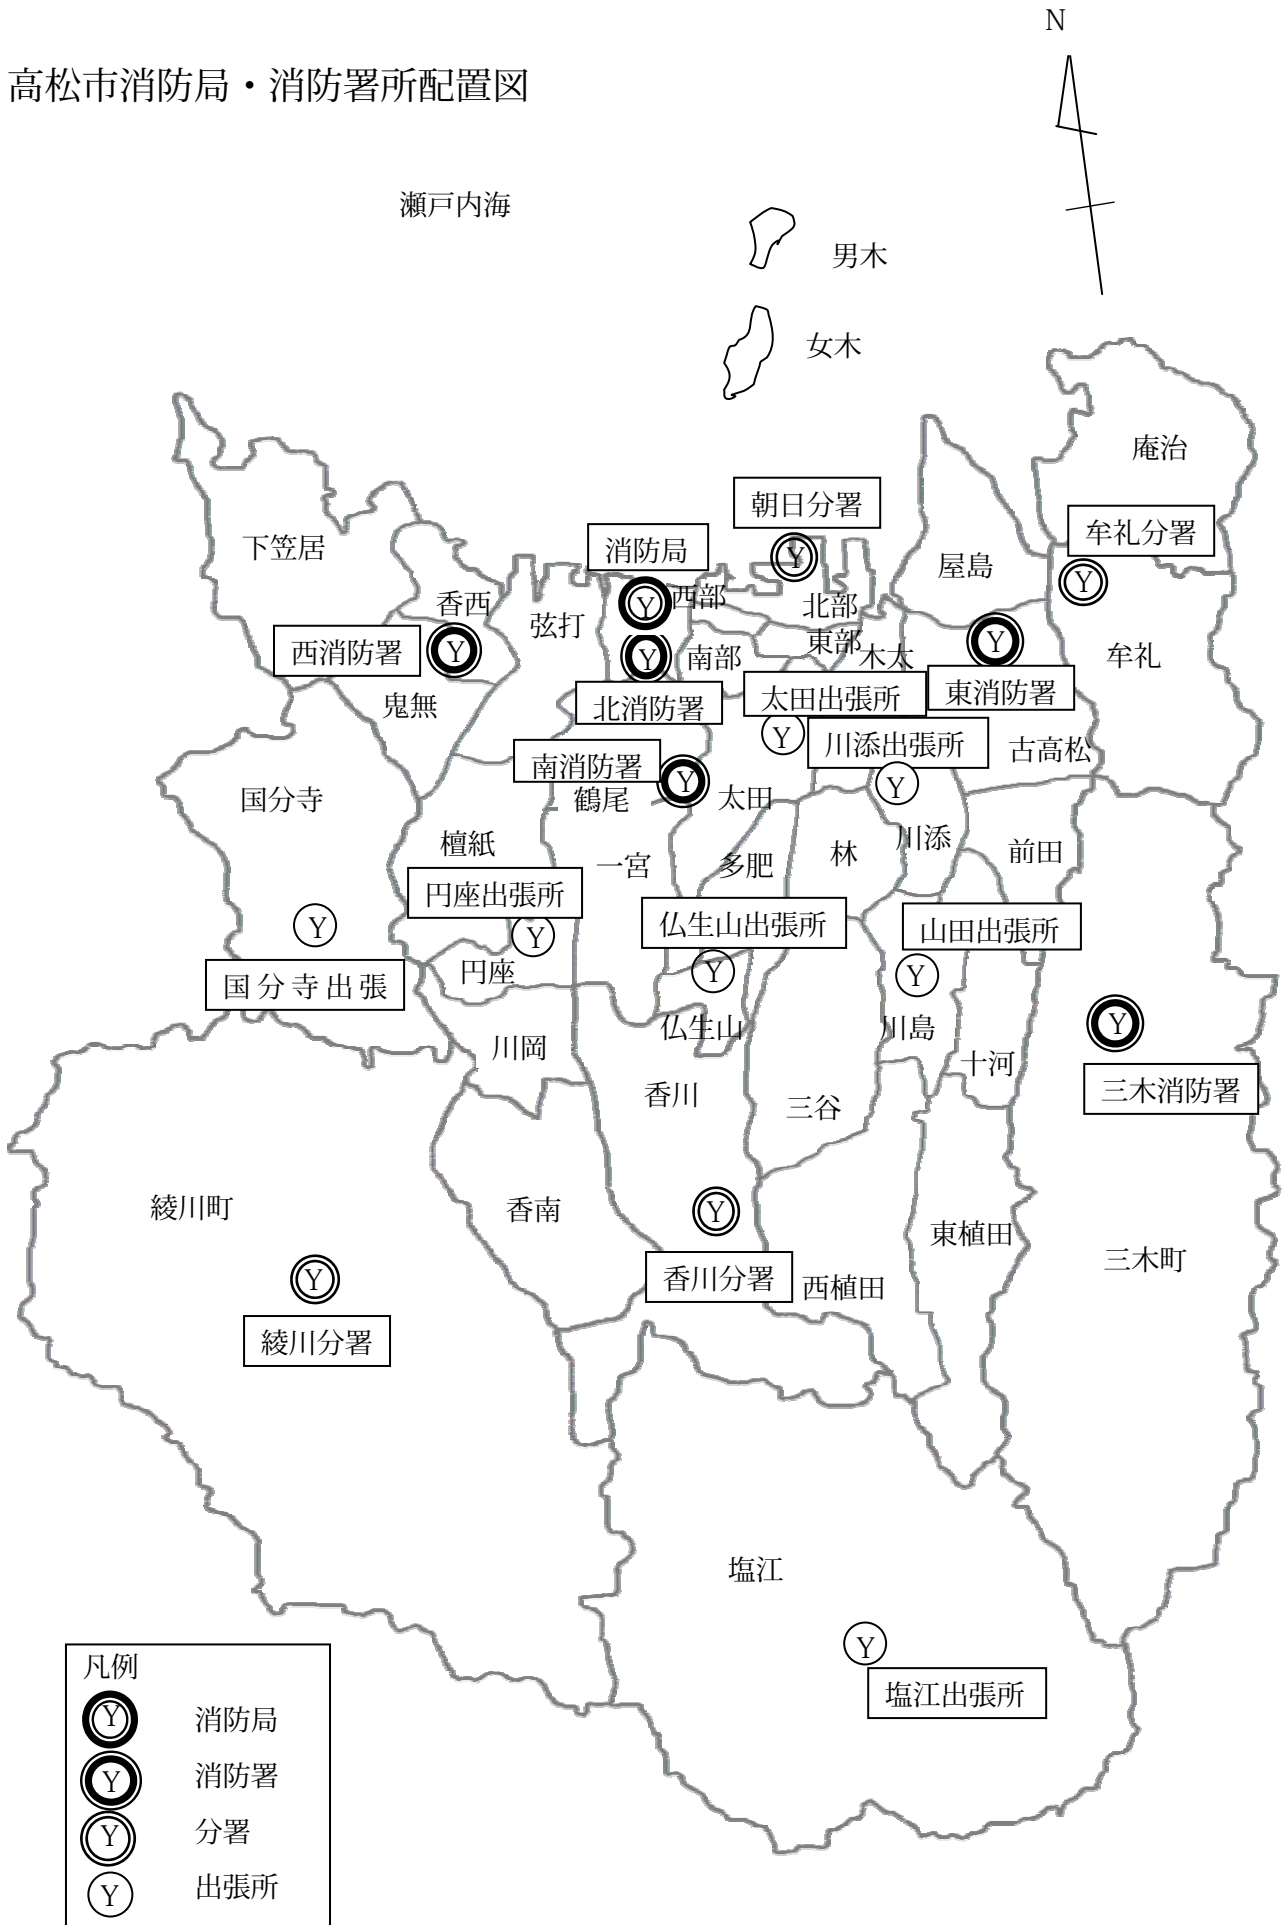 N
高松市消防局・消防署所配置図
瀬戸内海
男木
女木
庵治
朝日分署
牟礼分署
下笠居
消防局
Y
屋島
Y
香西
Y
西部
北部
弦打
西消防署
Y
Y
南部
東部
木太
Y
牟礼
鬼無
北消防署
太田出張所
東消防署
Y
川添出張所
古高松
南消防署
Y
Y
国分寺
鶴尾
太田
檀紙
一宮
多肥
林
川添
前田
円座出張所
仏生山出張所
山田出張所
Y
Y
円座
Y
Y
国分寺出張
川岡
仏生山
川島
Y
十河
三木消防署
香川
三谷
綾川町
香南
Y
東植田
三木町
Y
香川分署
西植田
綾川分署
塩江
Y
塩江出張所
凡例
Y 消防局
Y 消防署
Y 分署
Y 出張所